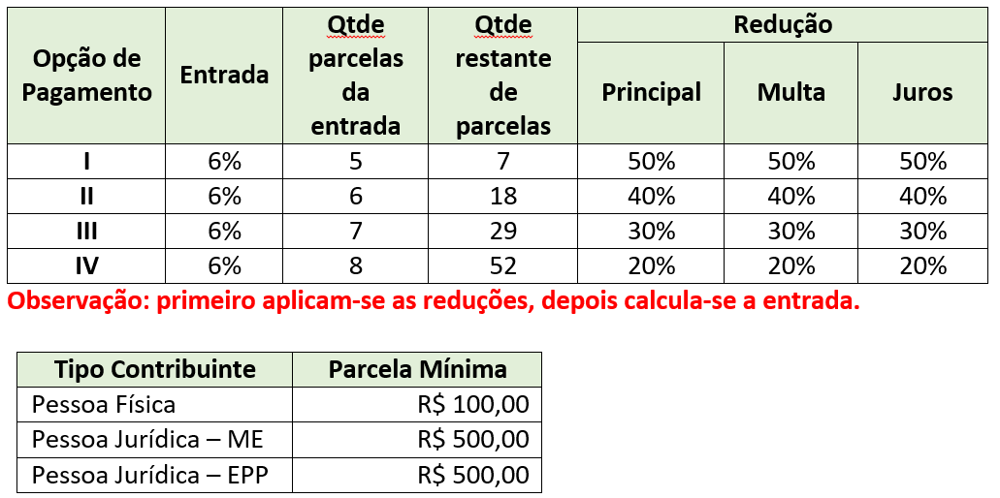 Opção de Pagamento | Entrada | Qtde parcelas da entrada | Qtde restante de parcelas | Redução
Principal | Multa | Juros
I | 6% | 5 | 7 | 50% | 50% | 50%
II | 6% | 6 | 18 | 40% | 40% | 40%
III | 6% | 7 | 29 | 30% | 30% | 30%
IV | 6% | 8 | 52 | 20% | 20% | 20%
Observação: primeiro aplicam-se as reduções, depois calcula-se a entrada.
Tipo Contribuinte | Parcela Mínima
Pessoa Física | R$ 100,00
Pessoa Jurídica – ME | R$ 500,00
Pessoa Jurídica – EPP | R$ 500,00